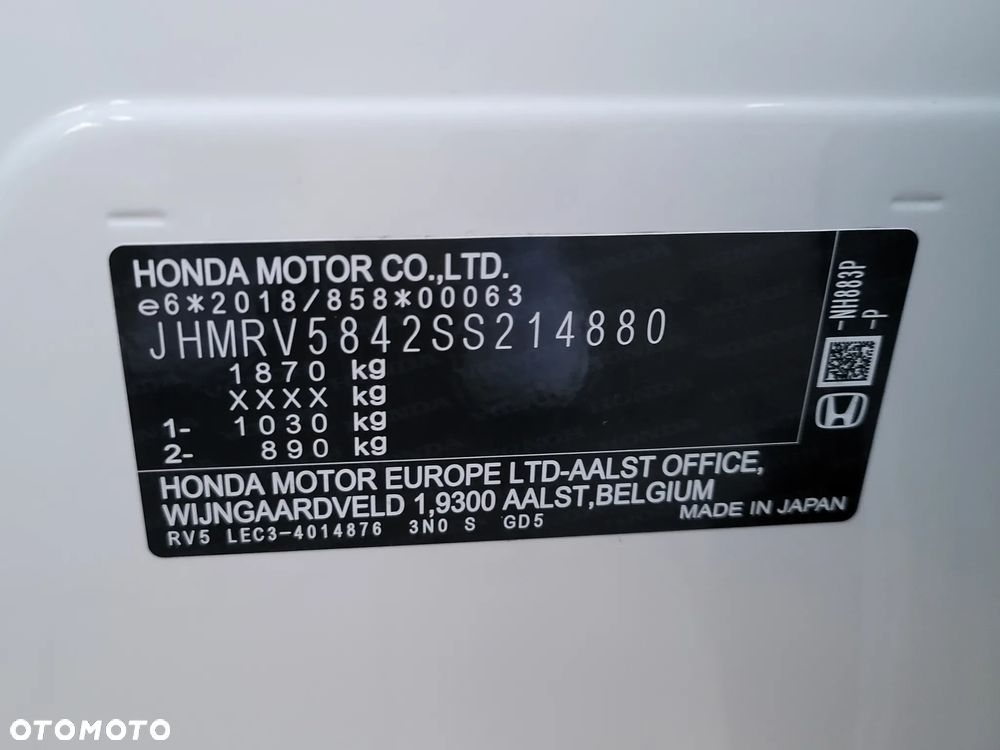 HONDA MOTOR CO.,LTD.
e6*2018/858*00063
JHMRV5842SS214880
1870 kg
XXXX kg
1- 1030 kg
2- 890 kg
-NH883P
-P
HONDA MOTOR EUROPE LTD-AALST OFFICE,
WIJNGAARDVELD 1,9300 AALST,BELGIUM
MADE IN JAPAN
RV5 LEC3-4014876 3N0 S GD5
OTOMOTO